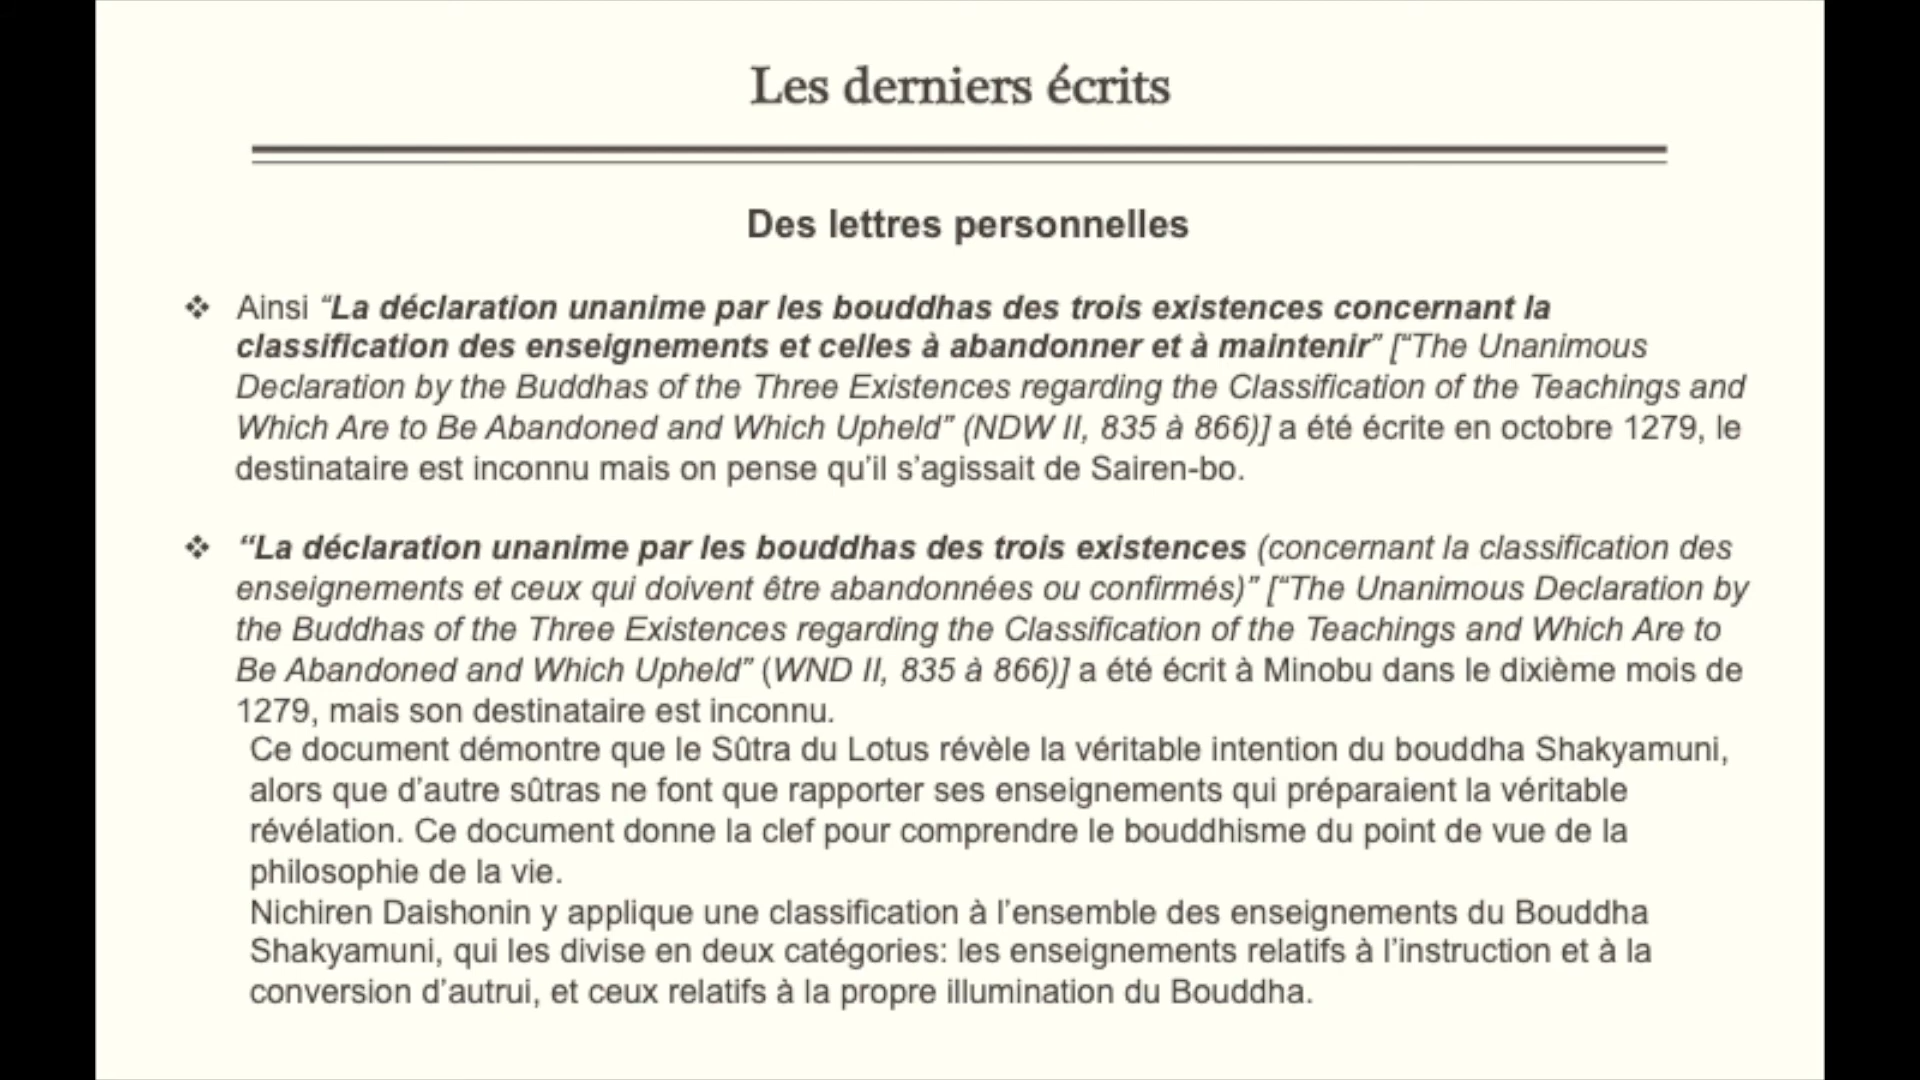 Les derniers écrits
Des lettres personnelles
❖ Ainsi “La déclaration unanime par les bouddhas des trois existences concernant la
classification des enseignements et celles à abandonner et à maintenir” [“The Unanimous
Declaration by the Buddhas of the Three Existences regarding the Classification of the Teachings and
Which Are to Be Abandoned and Which Upheld” (NDW II, 835 à 866)] a été écrite en octobre 1279, le
destinataire est inconnu mais on pense qu’il s’agissait de Sairen-bo.
❖ “La déclaration unanime par les bouddhas des trois existences (concernant la classification des
enseignements et ceux qui doivent être abandonnées ou confirmés)” [“The Unanimous Declaration by
the Buddhas of the Three Existences regarding the Classification of the Teachings and Which Are to
Be Abandoned and Which Upheld” (WND II, 835 à 866)] a été écrit à Minobu dans le dixième mois de
1279, mais son destinataire est inconnu.
Ce document démontre que le Sûtra du Lotus révèle la véritable intention du bouddha Shakyamuni,
alors que d’autre sûtras ne font que rapporter ses enseignements qui préparaient la véritable
révélation. Ce document donne la clef pour comprendre le bouddhisme du point de vue de la
philosophie de la vie.
Nichiren Daishonin y applique une classification à l’ensemble des enseignements du Bouddha
Shakyamuni, qui les divise en deux catégories: les enseignements relatifs à l’instruction et à la
conversion d’autrui, et ceux relatifs à la propre illumination du Bouddha.